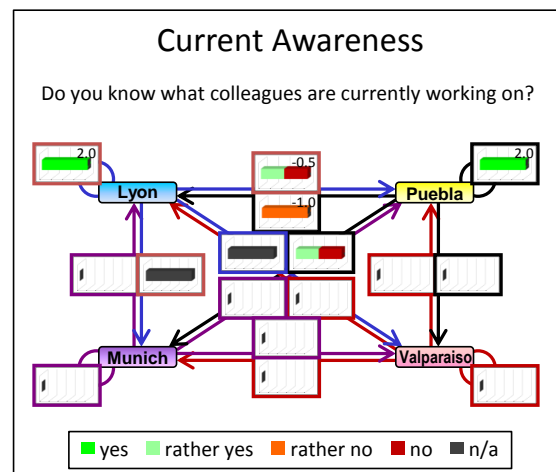 Current Awareness
Do you know what colleagues are currently working on?
2.0
-0.5
2.0
Lyon
Puebla
-1.0
Munich
Valparaiso
yes
rather yes
rather no
no
n/a